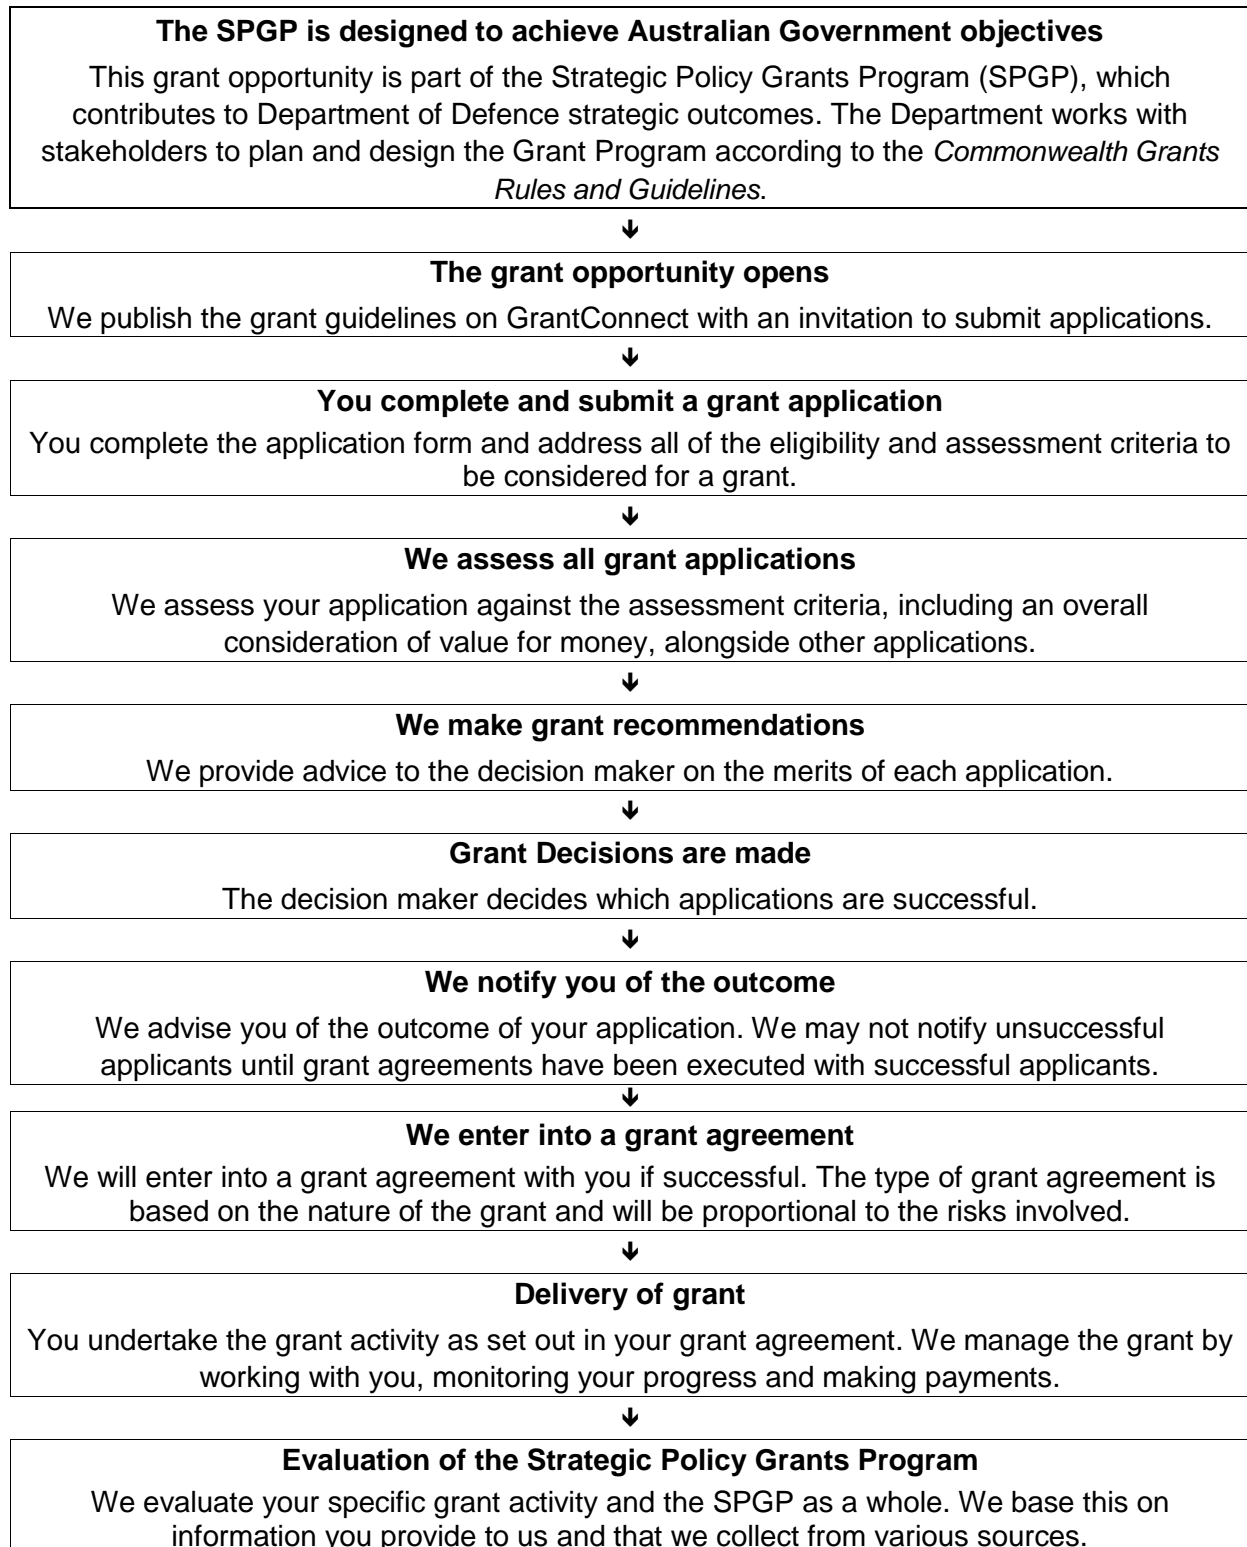 The SPGP is designed to achieve Australian Government objectives
This grant opportunity is part of the Strategic Policy Grants Program (SPGP), which
contributes to Department of Defence strategic outcomes. The Department works with
stakeholders to plan and design the Grant Program according to the Commonwealth Grants
Rules and Guidelines.
The grant opportunity opens
We publish the grant guidelines on GrantConnect with an invitation to submit applications.
You complete and submit a grant application
You complete the application form and address all of the eligibility and assessment criteria to
be considered for a grant.
We assess all grant applications
We assess your application against the assessment criteria, including an overall
consideration of value for money, alongside other applications.
We make grant recommendations
We provide advice to the decision maker on the merits of each application.
Grant Decisions are made
The decision maker decides which applications are successful.
We notify you of the outcome
We advise you of the outcome of your application. We may not notify unsuccessful
applicants until grant agreements have been executed with successful applicants.
We enter into a grant agreement
We will enter into a grant agreement with you if successful. The type of grant agreement is
based on the nature of the grant and will be proportional to the risks involved.
Delivery of grant
You undertake the grant activity as set out in your grant agreement. We manage the grant by
working with you, monitoring your progress and making payments.
Evaluation of the Strategic Policy Grants Program
We evaluate your specific grant activity and the SPGP as a whole. We base this on
information you provide to us and that we collect from various sources.